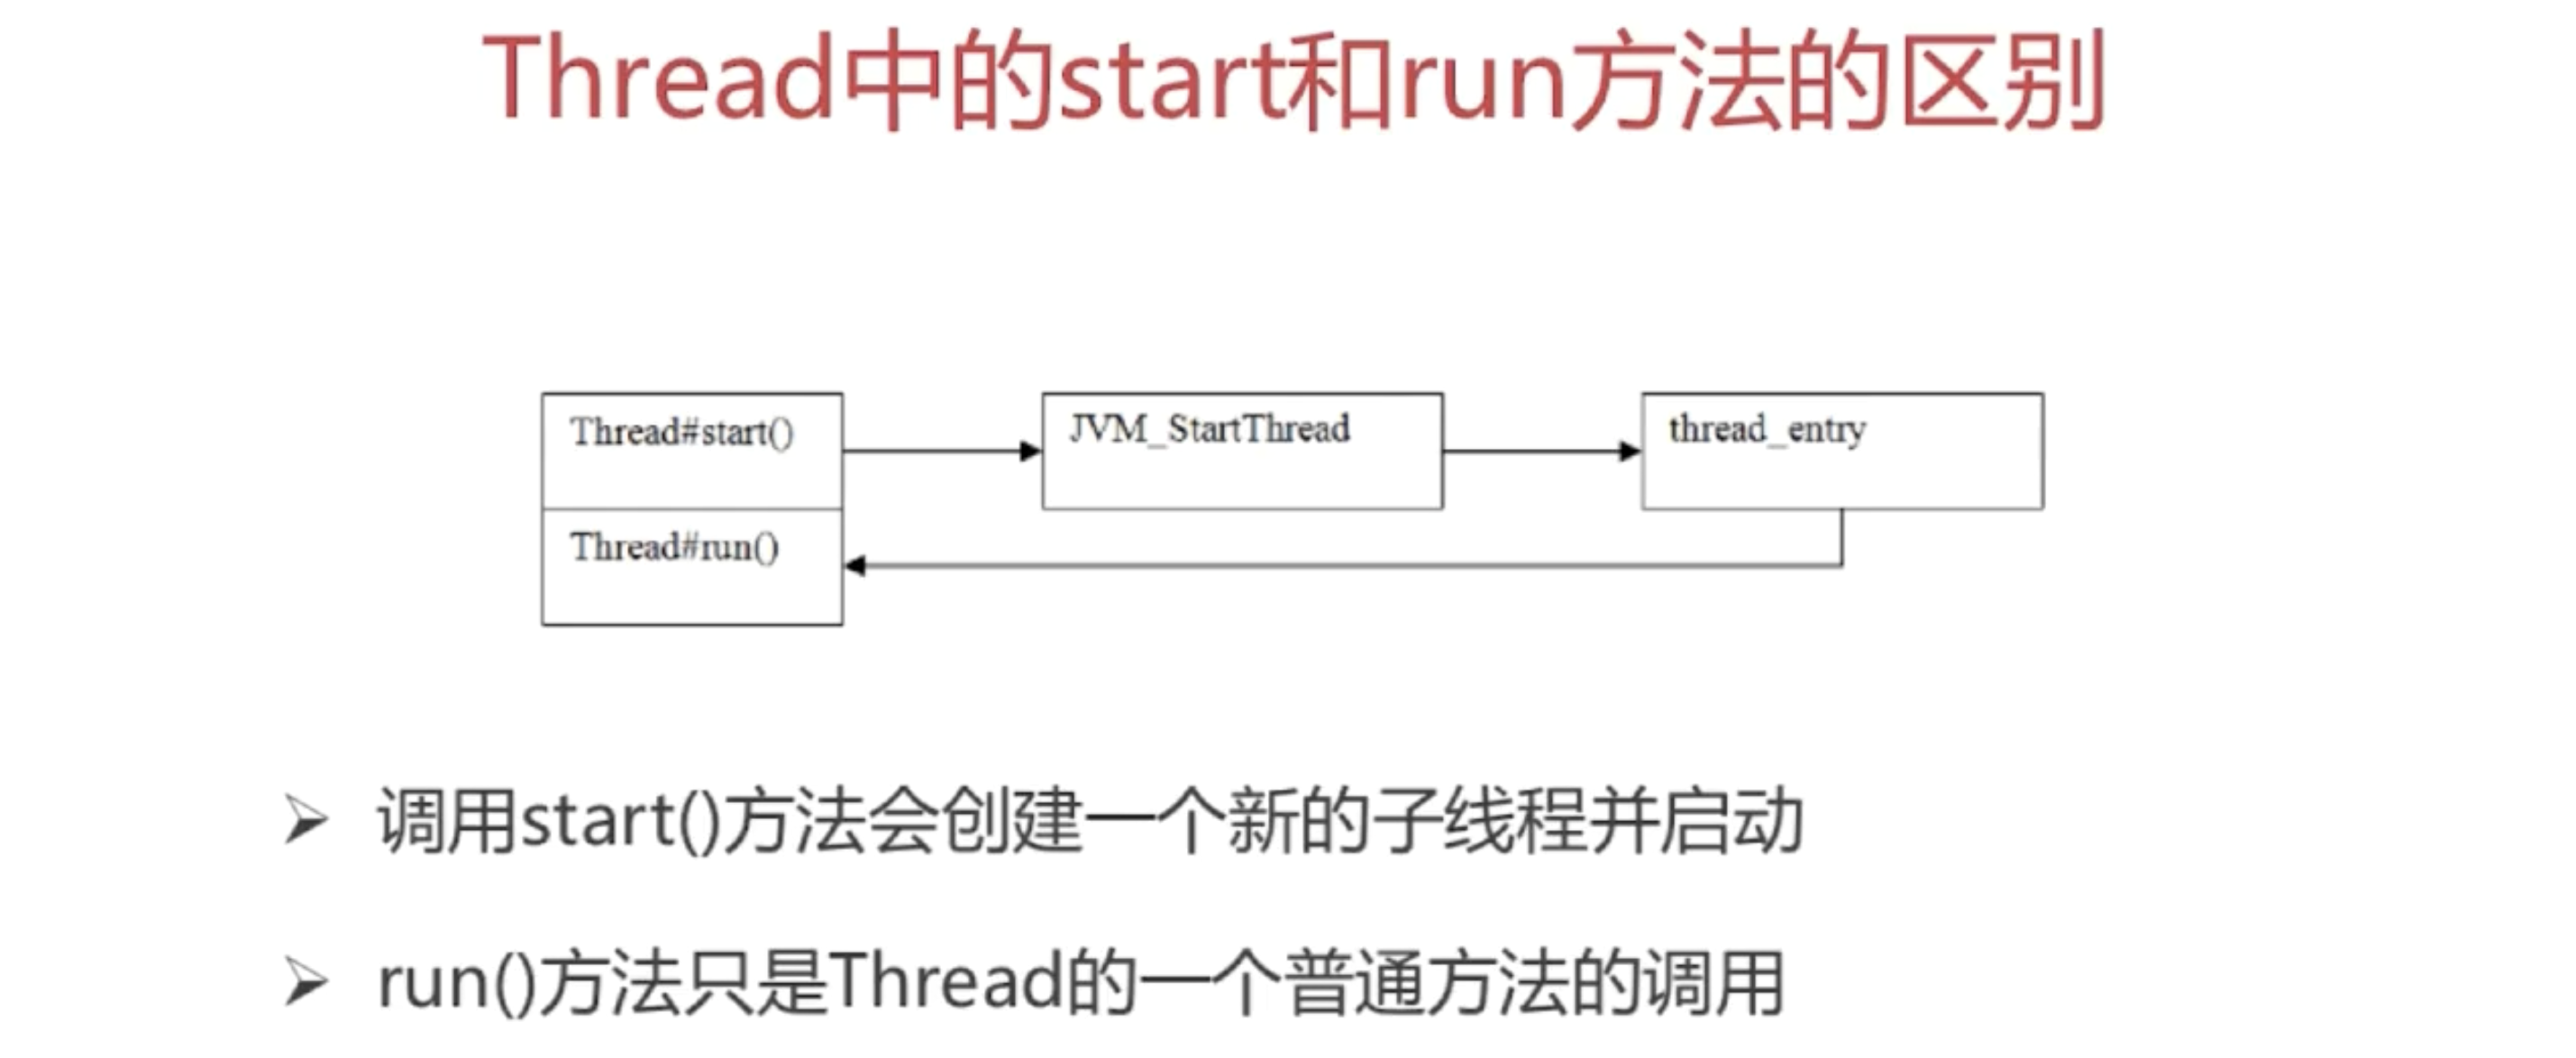 Thread中的start和run方法的区别
Thread#start()
JVM_StartThread
thread_entry
Thread#run()
调用start()方法会创建一个新的子线程并启动
run()方法只是Thread的一个普通方法的调用